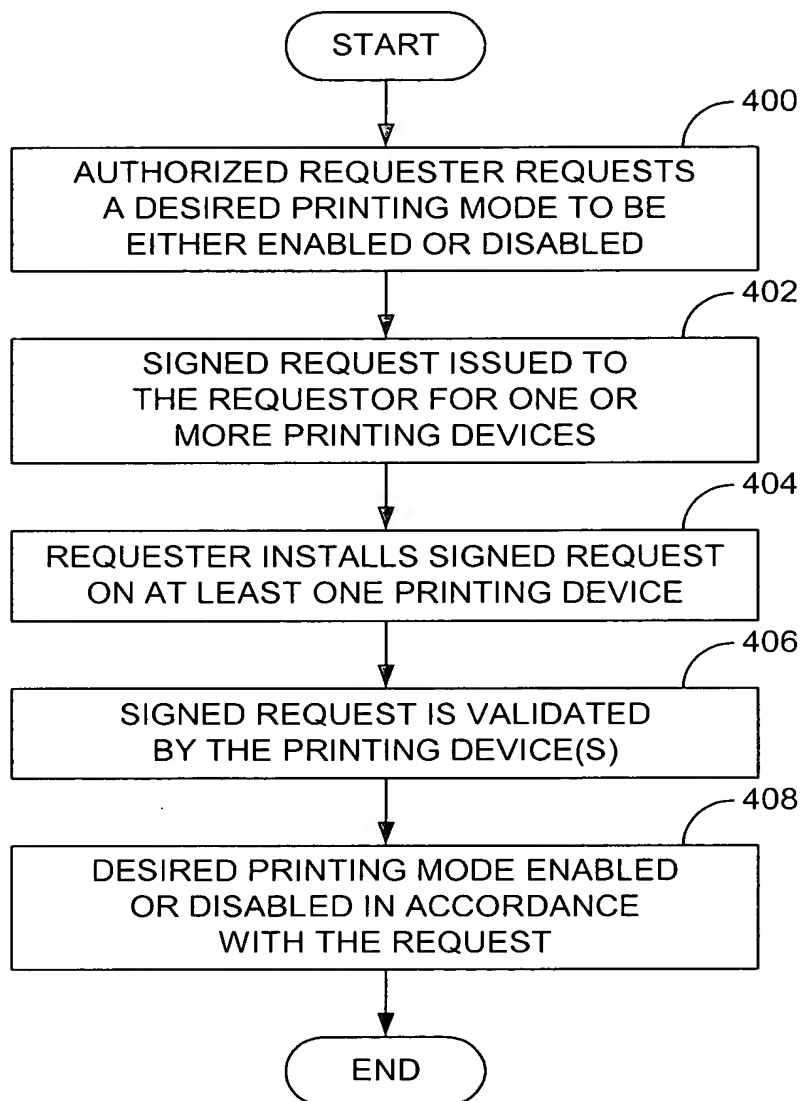 START
400
AUTHORIZED REQUESTER REQUESTS
A DESIRED PRINTING MODE TO BE
EITHER ENABLED OR DISABLED
402
SIGNED REQUEST ISSUED TO
THE REQUESTOR FOR ONE OR
MORE PRINTING DEVICES
404
REQUESTER INSTALLS SIGNED REQUEST
ON AT LEAST ONE PRINTING DEVICE
406
SIGNED REQUEST IS VALIDATED
BY THE PRINTING DEVICE(S)
408
DESIRED PRINTING MODE ENABLED
OR DISABLED IN ACCORDANCE
WITH THE REQUEST
END